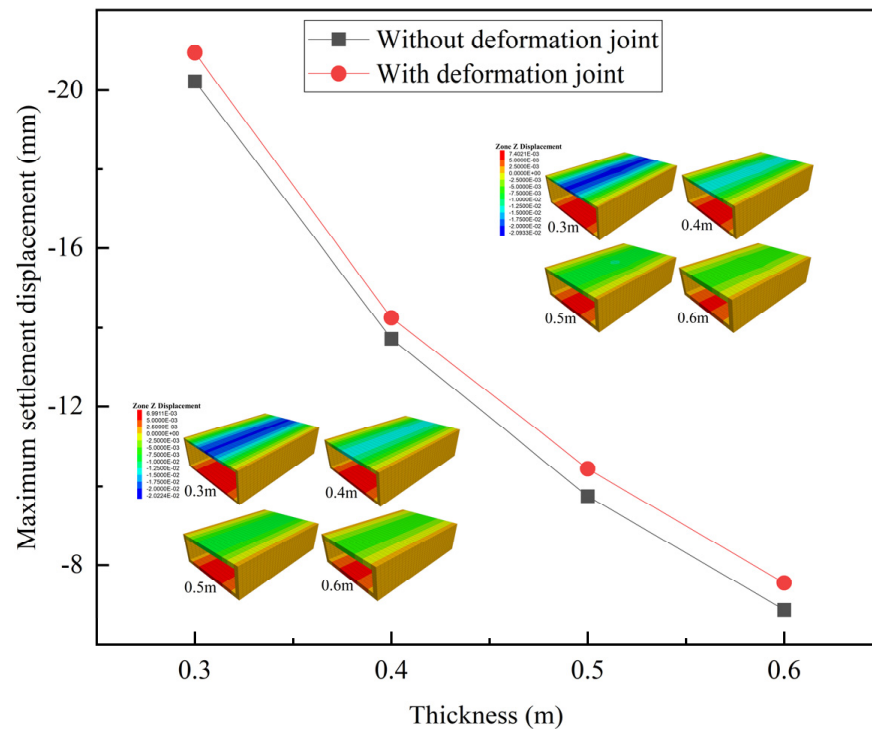 Without deformation joint
With deformation joint
Maximum settlement displacement (mm)
-20
-16
-12
-8
Zone Z Displacement
7.4021E-03
5.0000E-03
2.5000E-03
0.0000E+00
-2.5000E-03
-5.0000E-03
-7.5000E-03
-1.0000E-02
-1.2500E-02
-1.5000E-02
-1.7500E-02
-2.0000E-02
-2.0933E-02
0.3m
0.4m
0.5m
0.6m
Zone Z Displacement
6.9911E-03
5.0000E-03
2.5000E-03
0.0000E+00
-2.5000E-03
-5.0000E-03
-7.5000E-03
-1.0000E-02
-1.2500E-02
-1.5000E-02
-1.7500E-02
-2.0000E-02
-2.0224E-02
0.3m
0.4m
0.5m
0.6m
0.3
0.4
0.5
0.6
Thickness (m)